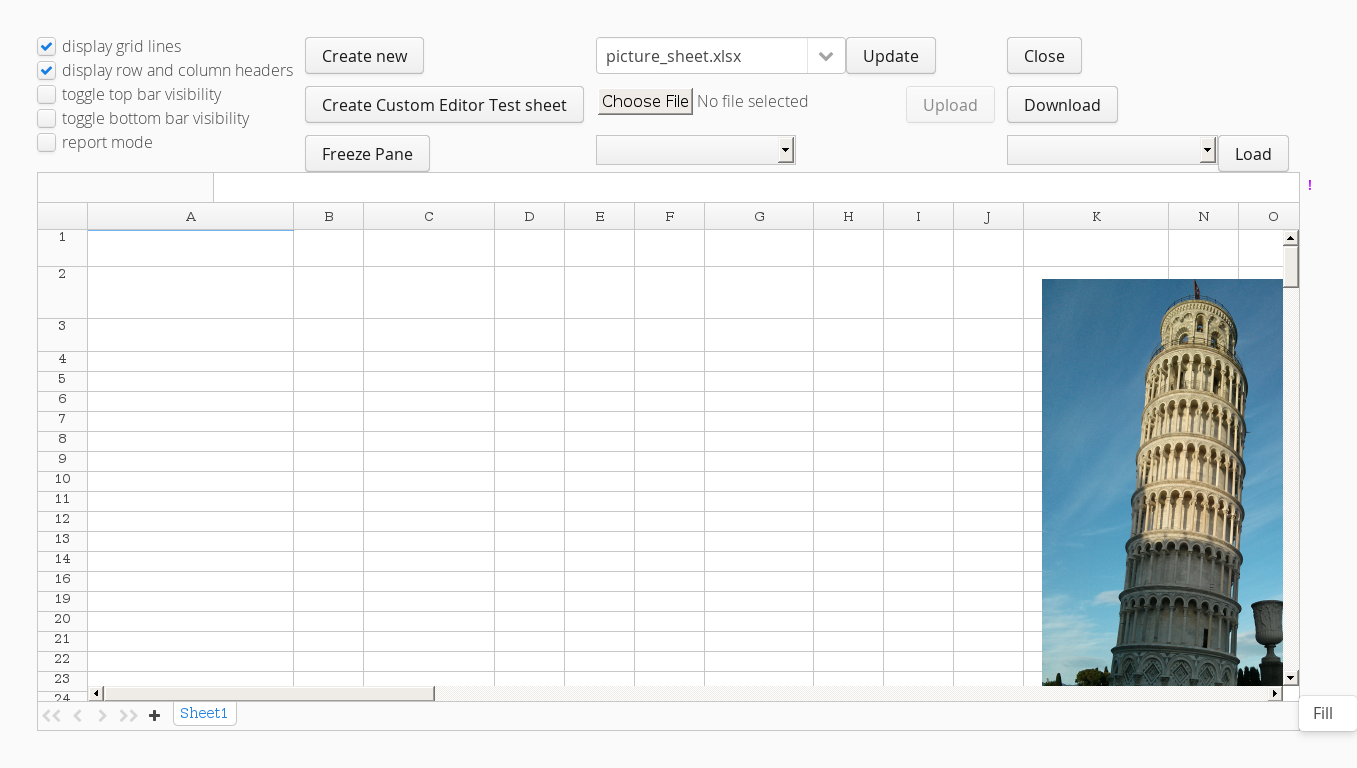 display grid lines
display row and column headers
toggle top bar visibility
toggle bottom bar visibility
report mode
Create new
Create Custom Editor Test sheet
Freeze Pane
picture_sheet.xlsx
Update
Choose File No file selected
Upload
Close
Download
Load
!
A B C D E F G H I J K N O
1
2
3
4
5
6
7
8
9
10
11
12
13
14
16
19
20
21
22
23
24
Sheet1
Fill